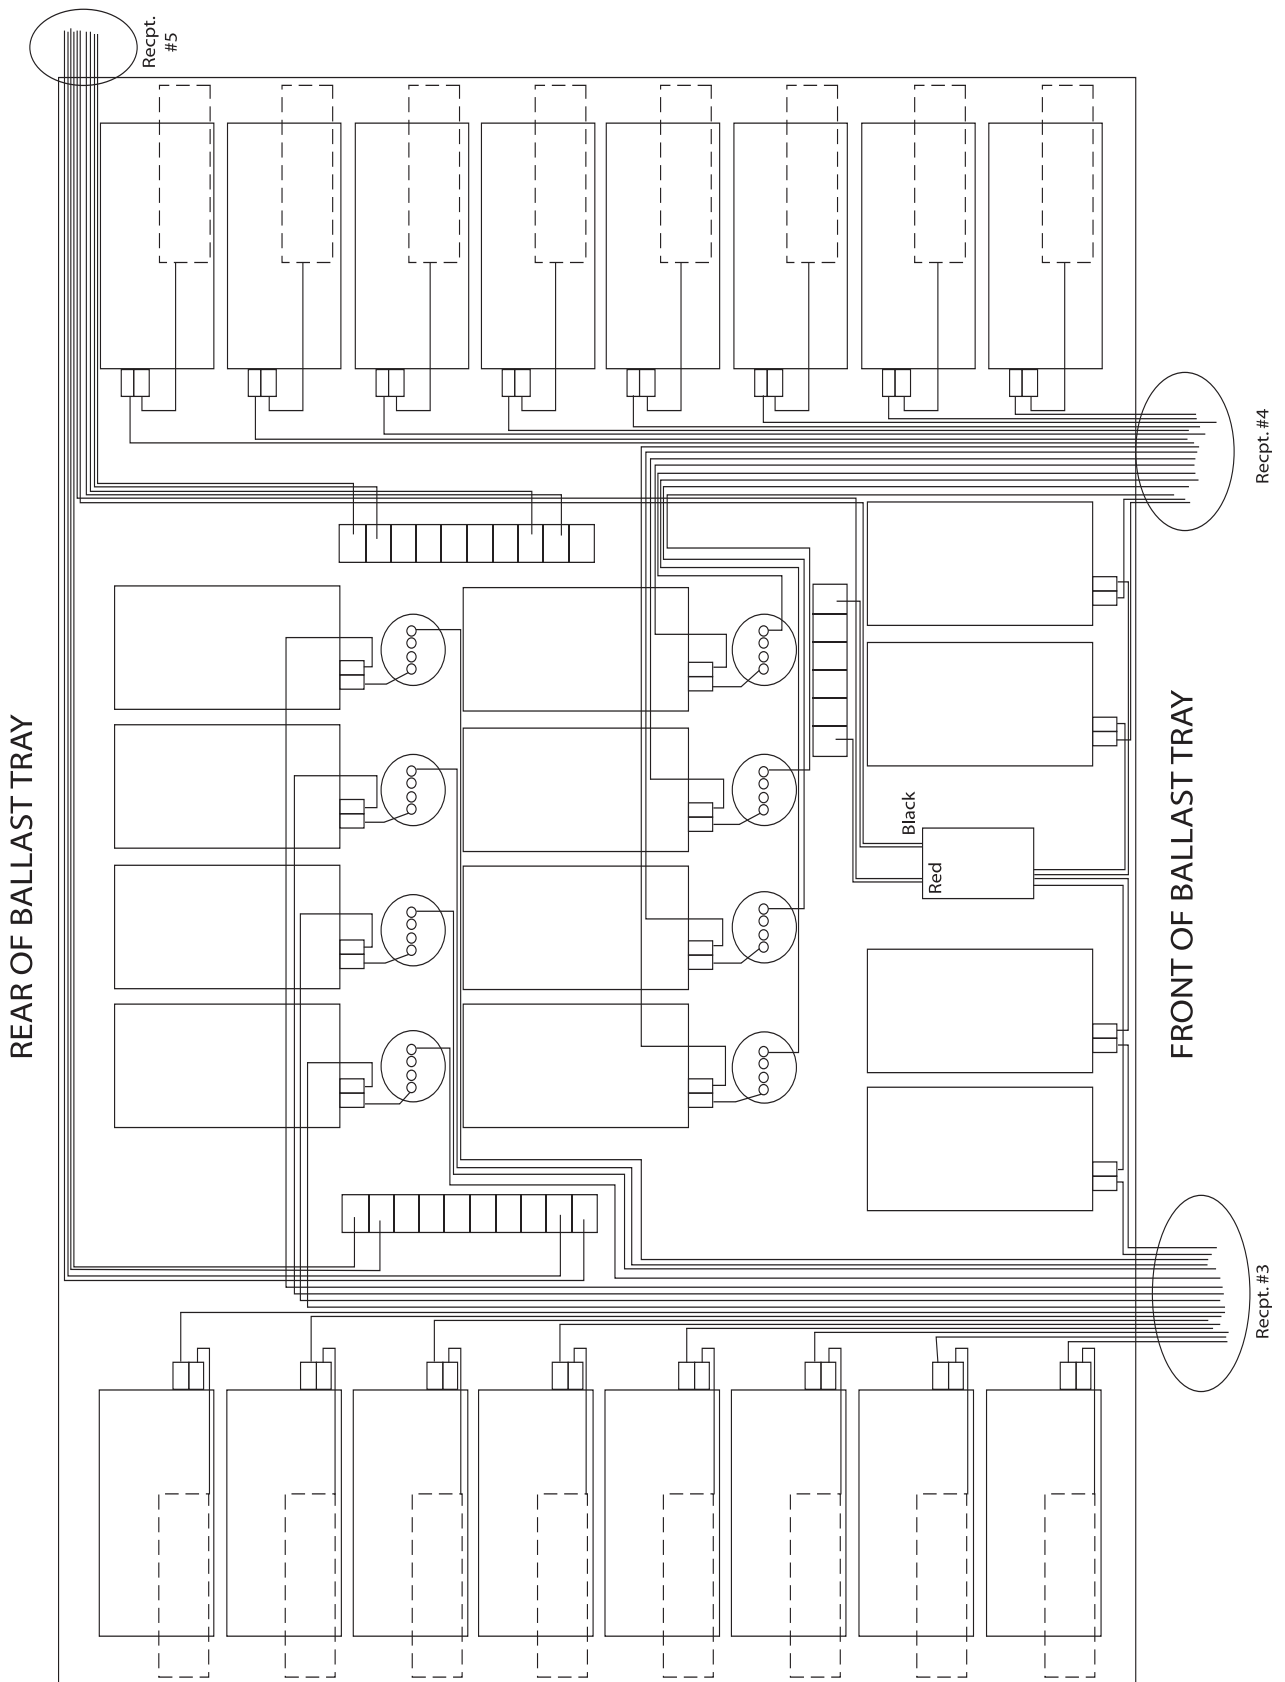 REAR OF BALLAST TRAY
Recpt.
#5
Recpt. #4
Black
Red
FRONT OF BALLAST TRAY
Recpt. #3